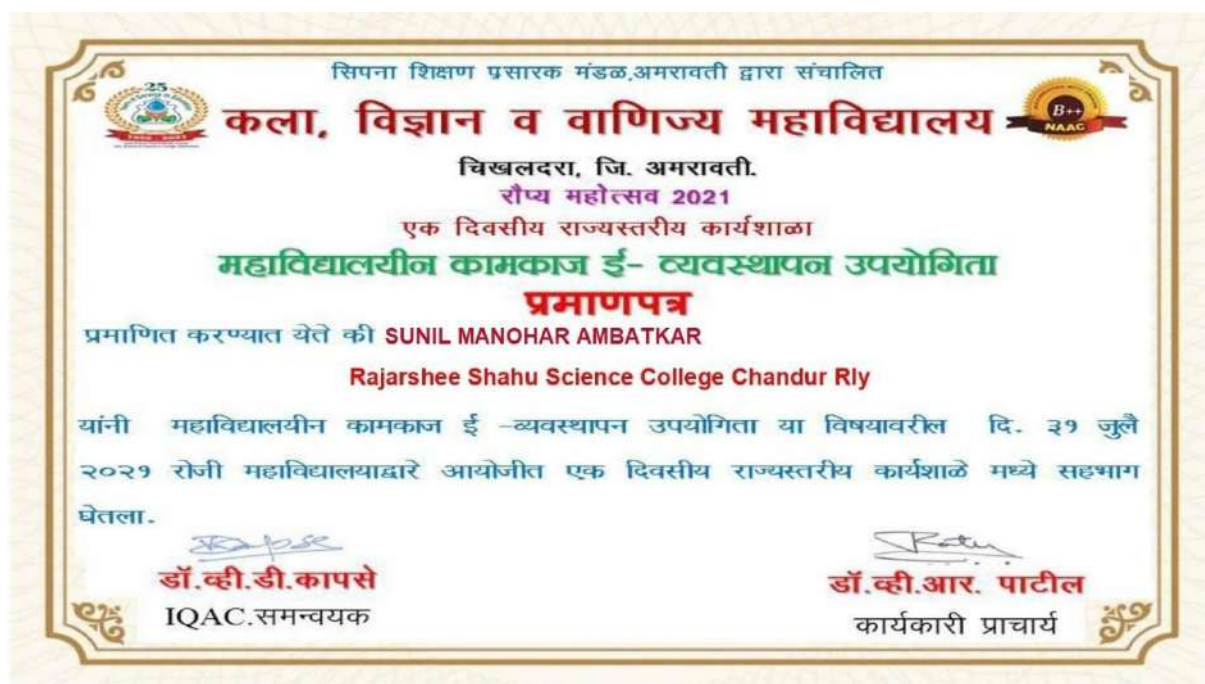 सिपना शिक्षण प्रसारक मंडळ,अमरावती द्वारा संचालित
25
कला, विज्ञान व वाणिज्य महाविद्यालय
B++
NAAC
चिखलदरा, जि. अमरावती.
रौप्य महोत्सव 2021
एक दिवसीय राज्यस्तरीय कार्यशाळा
महाविद्यालयीन कामकाज ई- व्यवस्थापन उपयोगिता
प्रमाणपत्र
प्रमाणित करण्यात येते की SUNIL MANOHAR AMBATKAR
Rajarshee Shahu Science College Chandur Rly
यांनी महाविद्यालयीन कामकाज ई -व्यवस्थापन उपयोगिता या विषयावरील दि. ३१ जुलै
२०२१ रोजी महाविद्यालयाद्वारे आयोजीत एक दिवसीय राज्यस्तरीय कार्यशाळे मध्ये सहभाग
घेतला.
डॉ.व्ही.डी.कापसे
IQAC.समन्वयक
डॉ.व्ही.आर. पाटील
कार्यकारी प्राचार्य